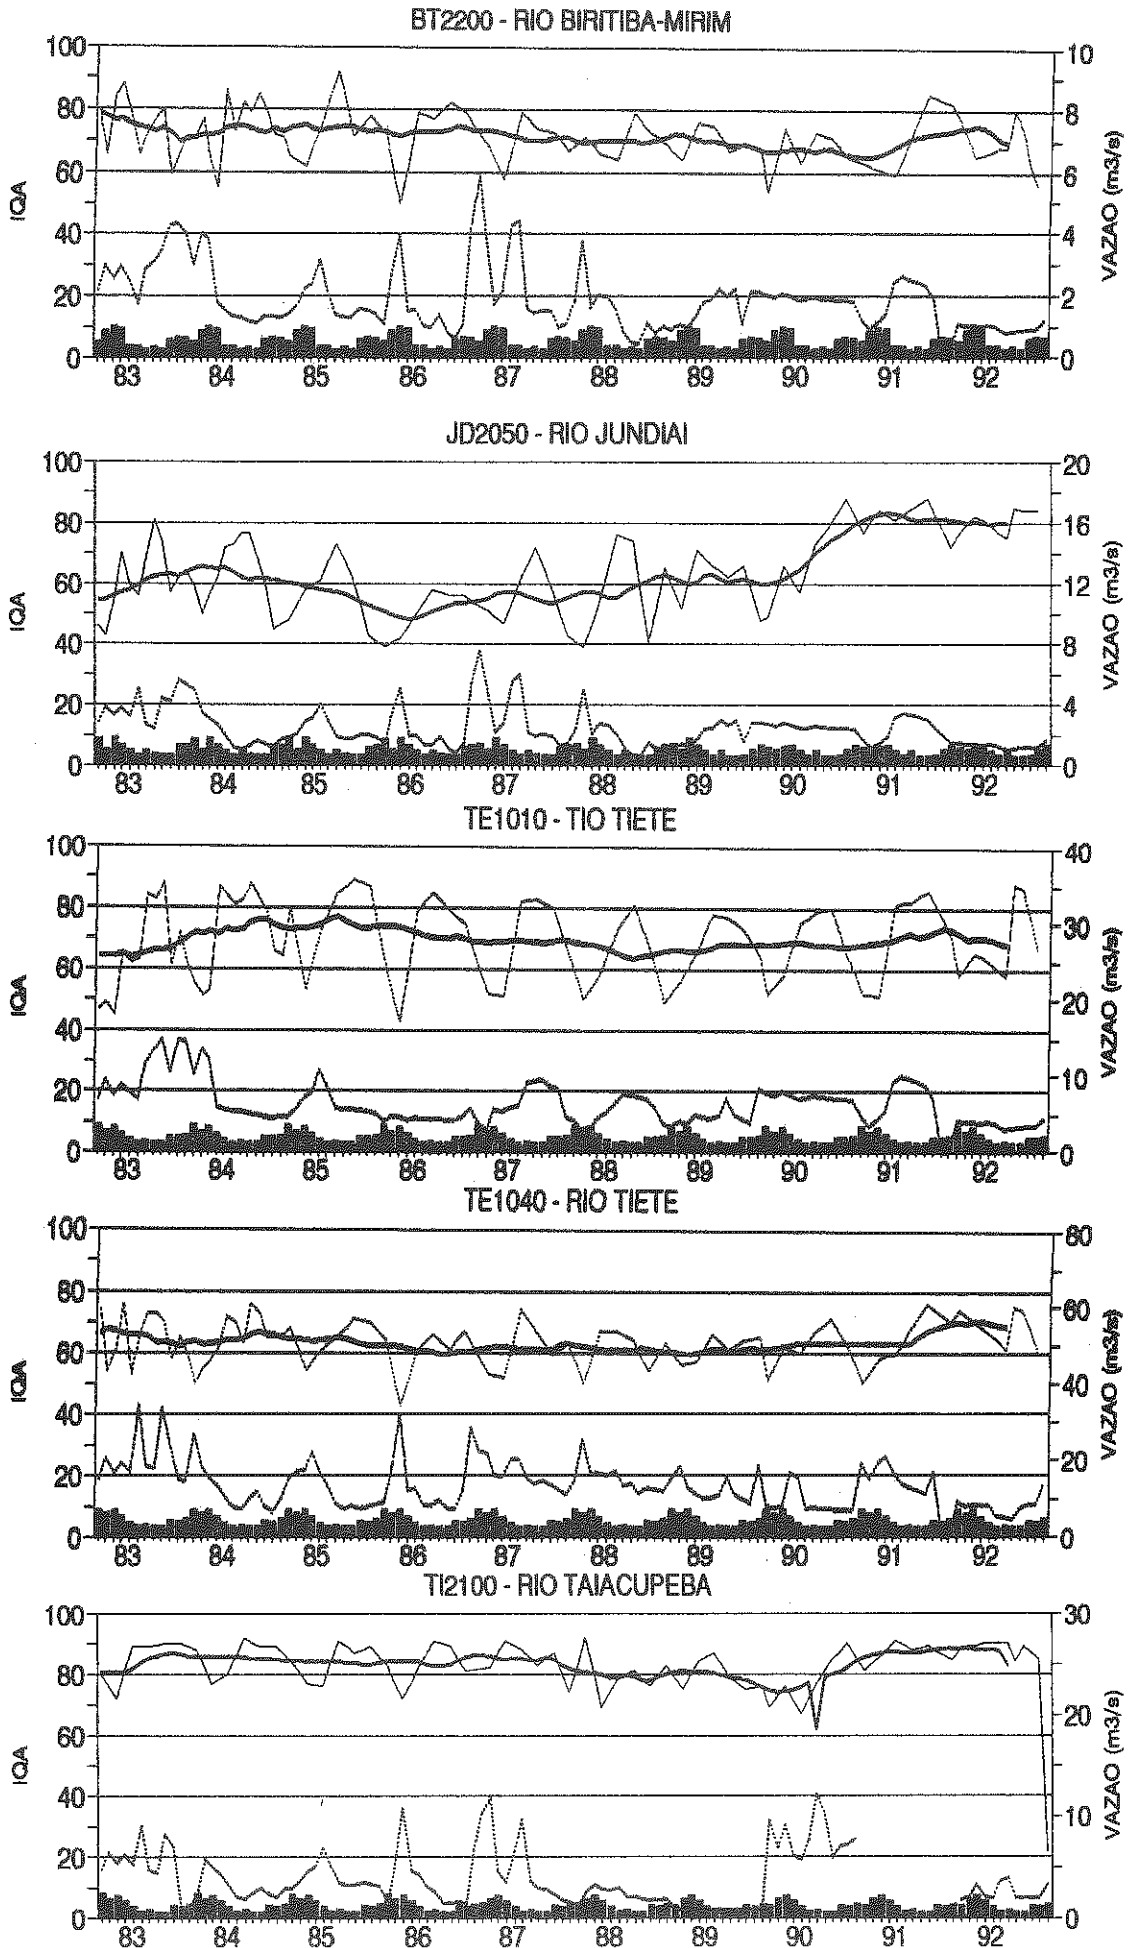 BT2200 - RIO BIRITIBA-MIRIM
100
80
60
40
20
0
IQA
10
8
6
4
2
0
VAZAO (m3/s)
83 84 85 86 87 88 89 90 91 92
JD2050 - RIO JUNDIAI
100
80
60
40
20
0
IQA
20
16
12
8
4
0
VAZAO (m3/s)
83 84 85 86 87 88 89 90 91 92
TE1010 - TIO TIETE
100
80
60
40
20
0
IQA
40
30
20
10
0
VAZAO (m3/s)
83 84 85 86 87 88 89 90 91 92
TE1040 - RIO TIETE
100
80
60
40
20
0
IQA
80
60
40
20
0
VAZAO (m3/s)
83 84 85 86 87 88 89 90 91 92
TI2100 - RIO TAIACUPEBA
100
80
60
40
20
0
IQA
30
20
10
0
VAZAO (m3/s)
83 84 85 86 87 88 89 90 91 92